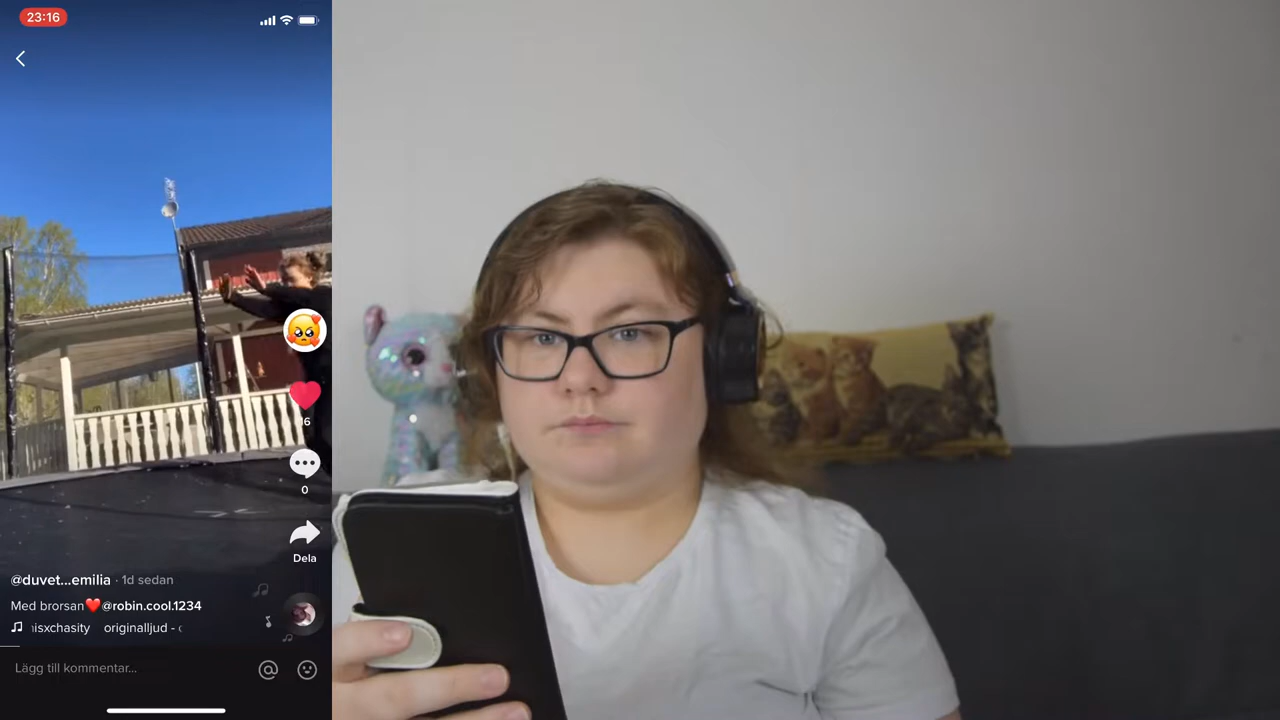 23:16
6
0
Dela
@duvet...emilia · 1d sedan
Med brorsan❤️@robin.cool.1234
isxchasity originalljud -
Lägg till kommentar...